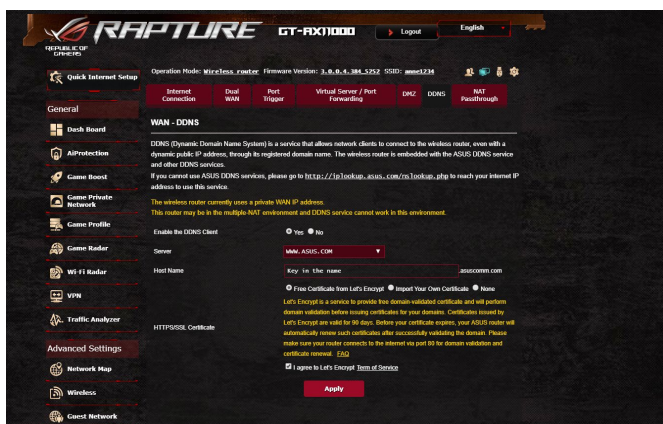 REPUBLIC OF
GAMERS
RAPTURE
GT-AX11000
Logout
English
Quick Internet Setup
Operation Mode: Wireless router Firmware Version: 3.0.0.4.384_5252 SSID: anne1234
Internet Connection
Dual WAN
Port Trigger
Virtual Server / Port Forwarding
DMZ
DDNS
NAT Passthrough
General
Dash Board
AiProtection
Game Boost
Game Private Network
Game Profile
Game Radar
Wi-Fi Radar
VPN
Traffic Analyzer
Advanced Settings
Network Map
Wireless
Guest Network
WAN - DDNS
DDNS (Dynamic Domain Name System) is a service that allows network clients to connect to the wireless router, even with a
dynamic public IP address, through its registered domain name. The wireless router is embedded with the ASUS DDNS service
and other DDNS services.
If you cannot use ASUS DDNS services, please go to http://iplookup.asus.com/nslookup.php to reach your internet IP
address to use this service.
The wireless router currently uses a private WAN IP address.
This router may be in the multiple-NAT environment and DDNS service cannot work in this environment.
Enable the DDNS Client
Yes No
Server
WWW.ASUS.COM
Host Name
Key in the name
.asuscomm.com
HTTPS/SSL Certificate
Free Certificate from Let's Encrypt Import Your Own Certificate None
Let's Encrypt is a service to provide free domain-validated certificate and will perform
domain validation before issuing certificates for your domains. Certificates issued by
Let's Encrypt are valid for 90 days. Before your certificate expires, your ASUS router will
automatically renew such certificates after successfully validating the domain. Please
make sure your router connects to the internet via port 80 for domain validation and
certificate renewal. FAQ
I agree to Let's Encrypt Term of Service
Apply